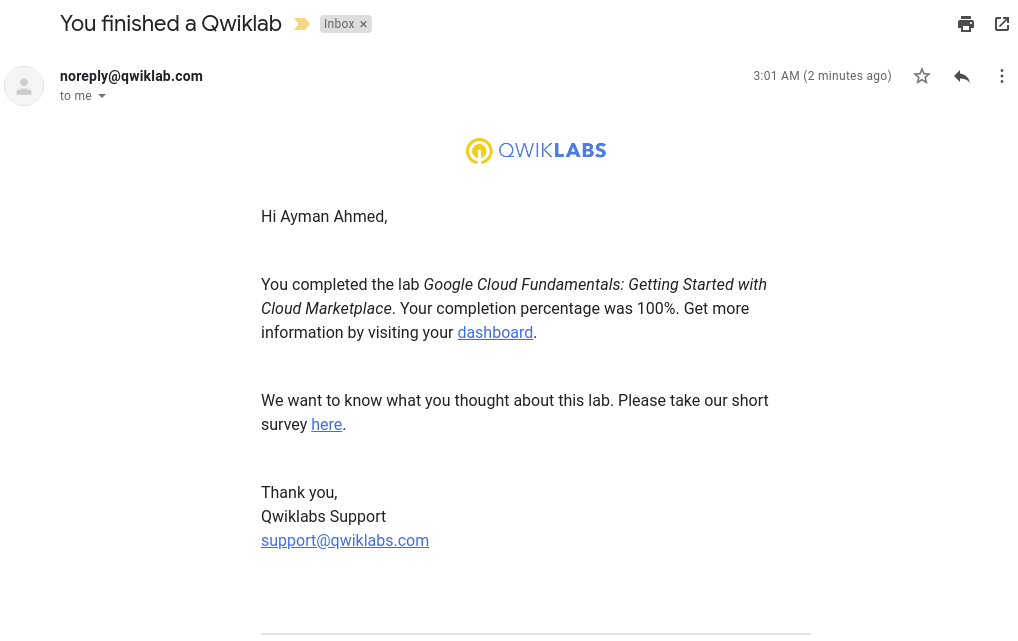 You finished a Qwiklab
Inbox ×
noreply@qwiklab.com
3:01 AM (2 minutes ago)
to me
QWIKLABS
Hi Ayman Ahmed,
You completed the lab Google Cloud Fundamentals: Getting Started with
Cloud Marketplace. Your completion percentage was 100%. Get more
information by visiting your dashboard.
We want to know what you thought about this lab. Please take our short
survey here.
Thank you,
Qwiklabs Support
support@qwiklabs.com